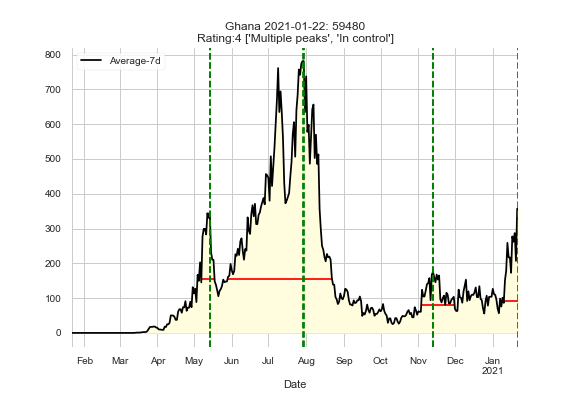 Ghana 2021-01-22: 59480
Rating:4 ['Multiple peaks', 'In control']
Average-7d
800
700
600
500
400
300
200
100
0
Feb Mar Apr May Jun Jul Aug Sep Oct Nov Dec Jan
2021
Date